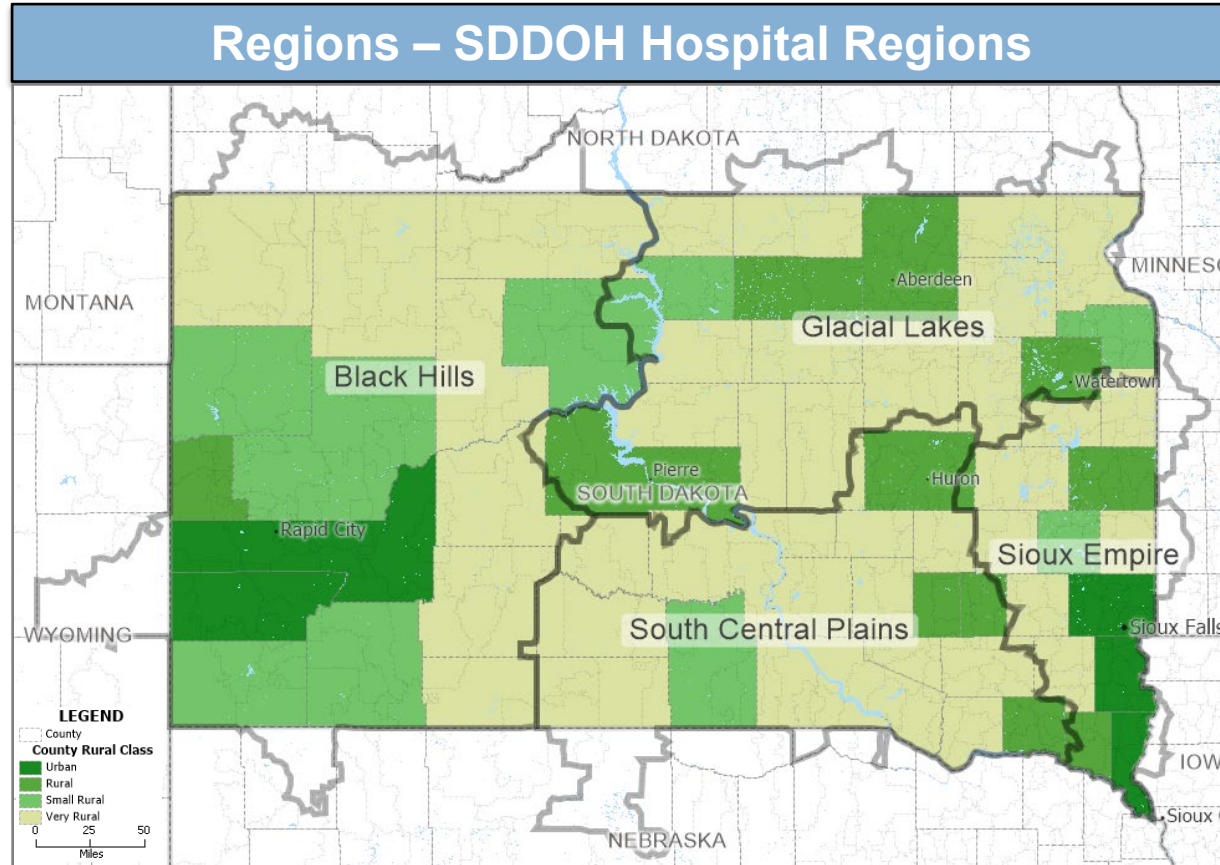 Regions – SDDOH Hospital Regions
NORTH DAKOTA
MINNESO
MONTANA
Aberdeen
Glacial Lakes
Black Hills
Watertown
Pierre
Huron
SOUTH DAKOTA
Rapid City
Sioux Empire
WYOMING
South Central Plains
Sioux Falls
LEGEND
County
County Rural Class
Urban
Rural
Small Rural
Very Rural
0 25 50
Miles
IOW
Sioux
NEBRASKA